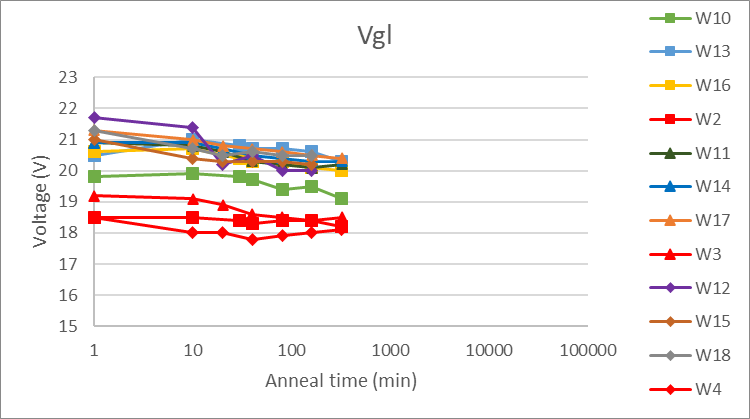 Vgl
23
22
21
20
19
18
17
16
15
Voltage (V)
1 10 100 1000 10000 100000
Anneal time (min)
W10
W13
W16
W2
W11
W14
W17
W3
W12
W15
W18
W4